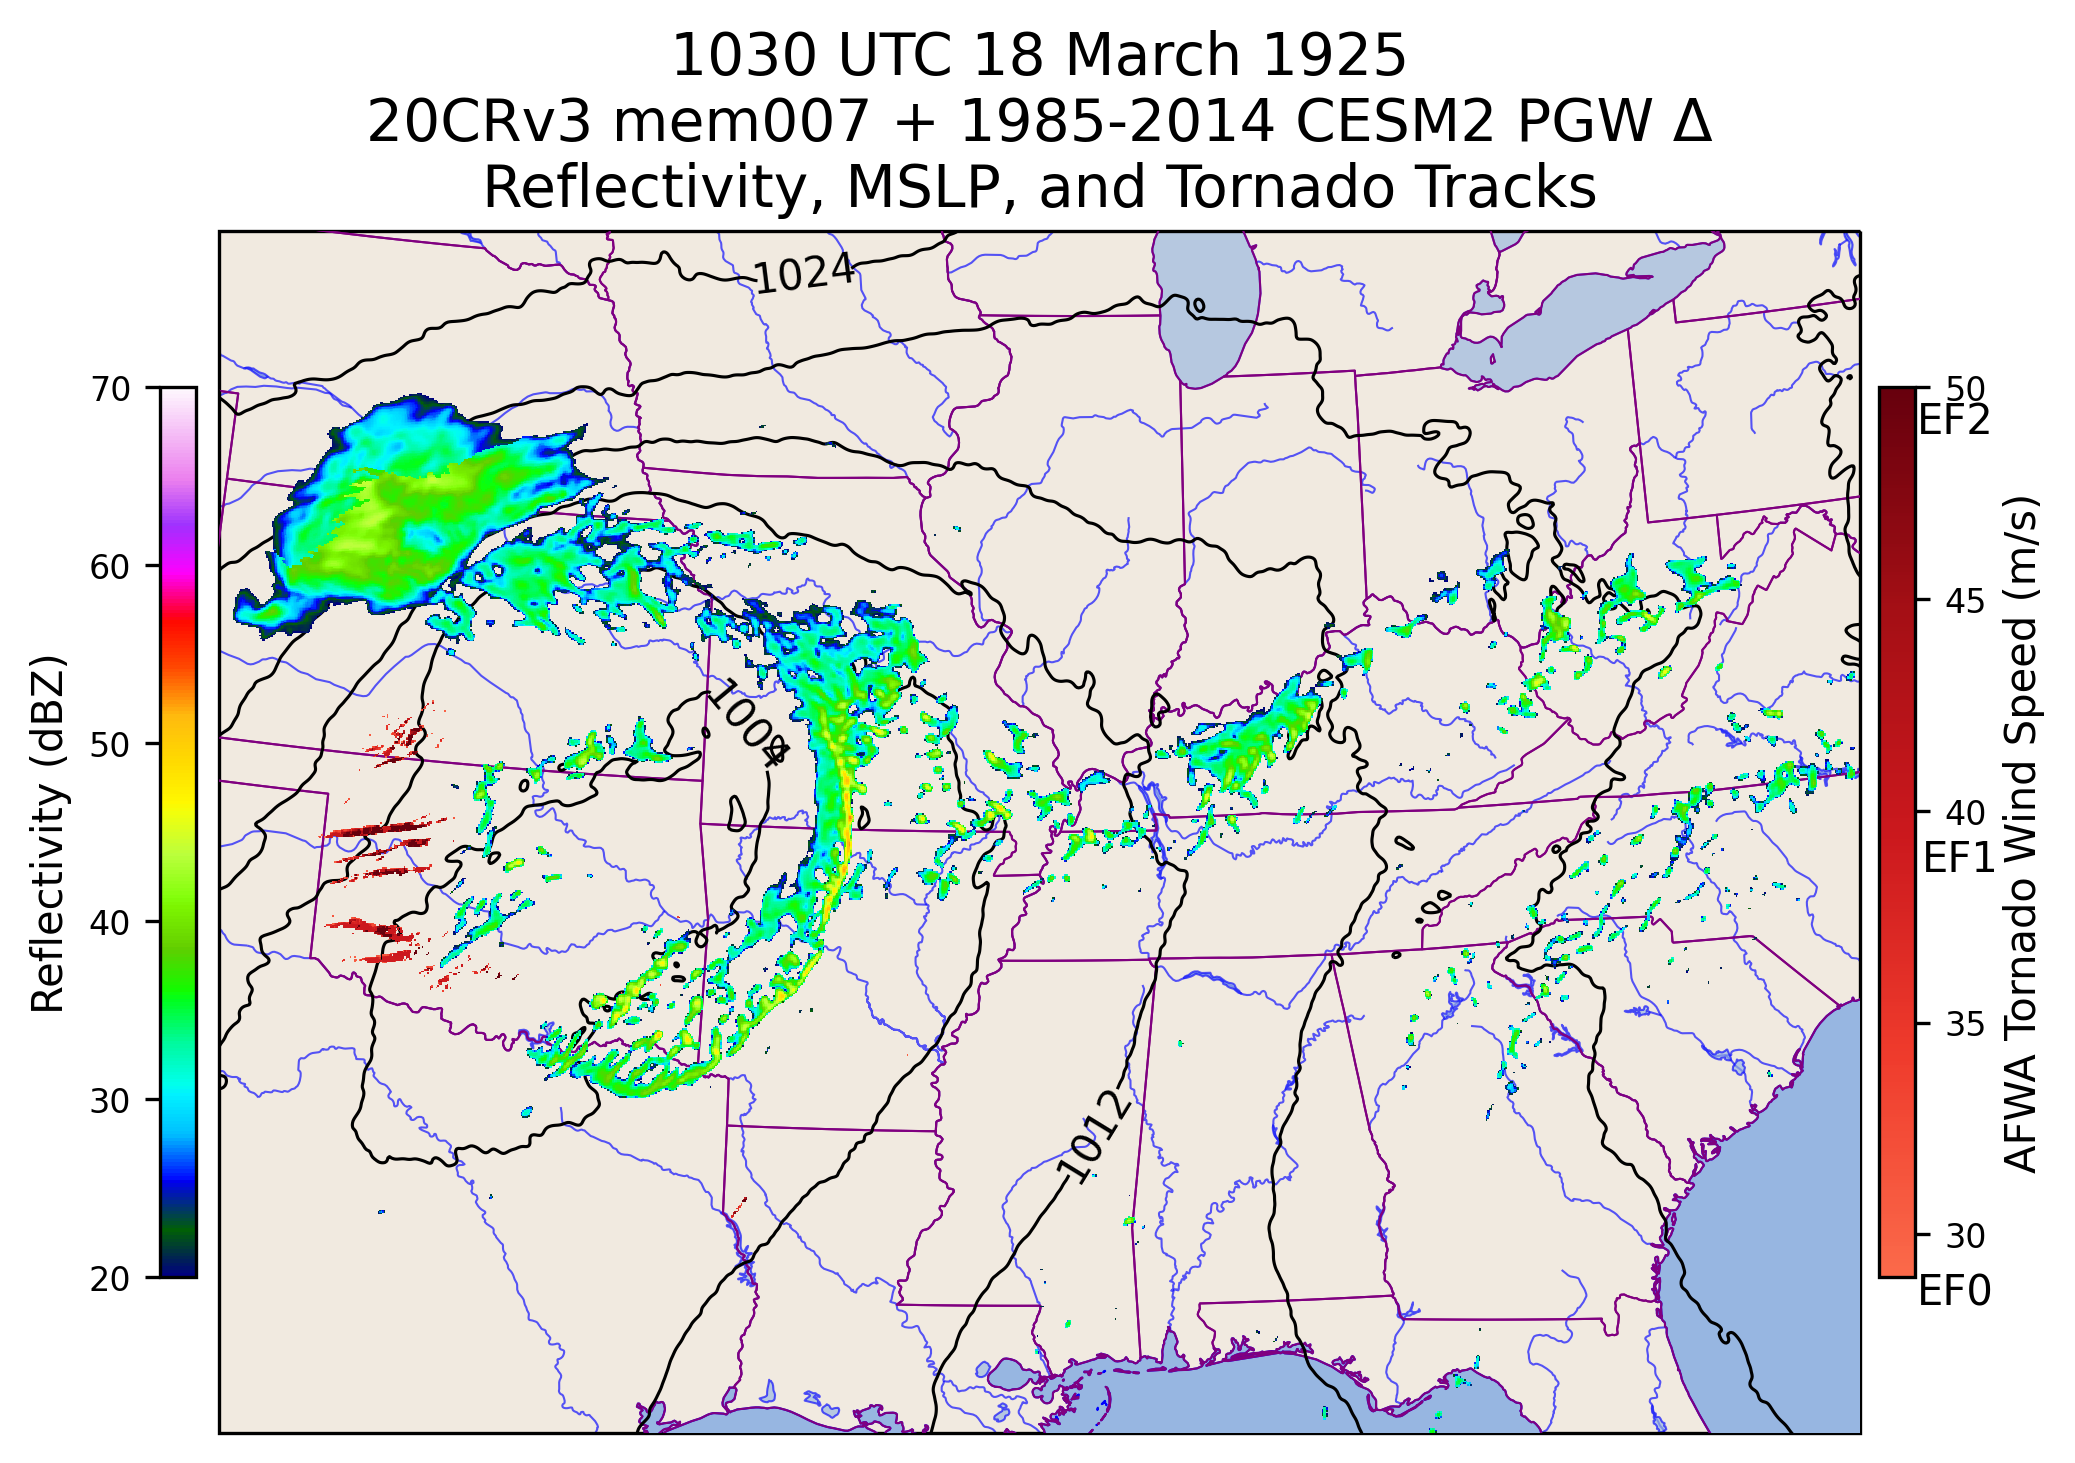 1030 UTC 18 March 1925
20CRv3 mem007 + 1985-2014 CESM2 PGW Δ
Reflectivity, MSLP, and Tornado Tracks
1024
1004
1012
70
60
50
40
30
20
Reflectivity (dBZ)
50
EF2
45
40
EF1
35
30
EF0
AFWA Tornado Wind Speed (m/s)